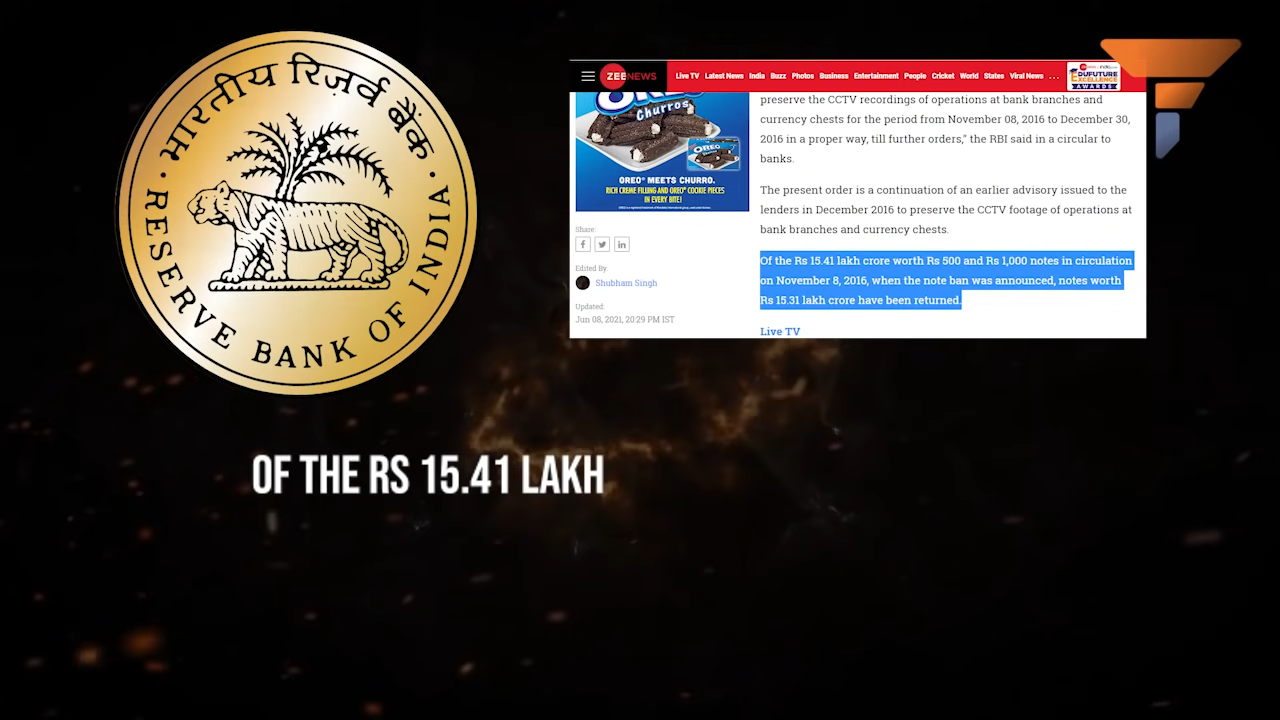 भारतीय रिज़र्व बैंक
RESERVE BANK OF INDIA
ZEE NEWS
Live TV Latest News India Buzz Photos Business Entertainment People Cricket World States Viral News ...
EDUFUTURE
EXCELLENCE
AWARDS
OREO
Churros
OREO
OREO® MEETS CHURRO.
RICH CREME FILLING AND OREO® COOKIE PIECES
IN EVERY BITE!
Share:
Edited By:
Shubham Singh
Updated:
Jun 08, 2021, 20:29 PM IST
preserve the CCTV recordings of operations at bank branches and
currency chests for the period from November 08, 2016 to December 30,
2016 in a proper way, till further orders," the RBI said in a circular to
banks.
The present order is a continuation of an earlier advisory issued to the
lenders in December 2016 to preserve the CCTV footage of operations at
bank branches and currency chests.
Of the Rs 15.41 lakh crore worth Rs 500 and Rs 1,000 notes in circulation
on November 8, 2016, when the note ban was announced, notes worth
Rs 15.31 lakh crore have been returned.
Live TV
OF THE RS 15.41 LAKH